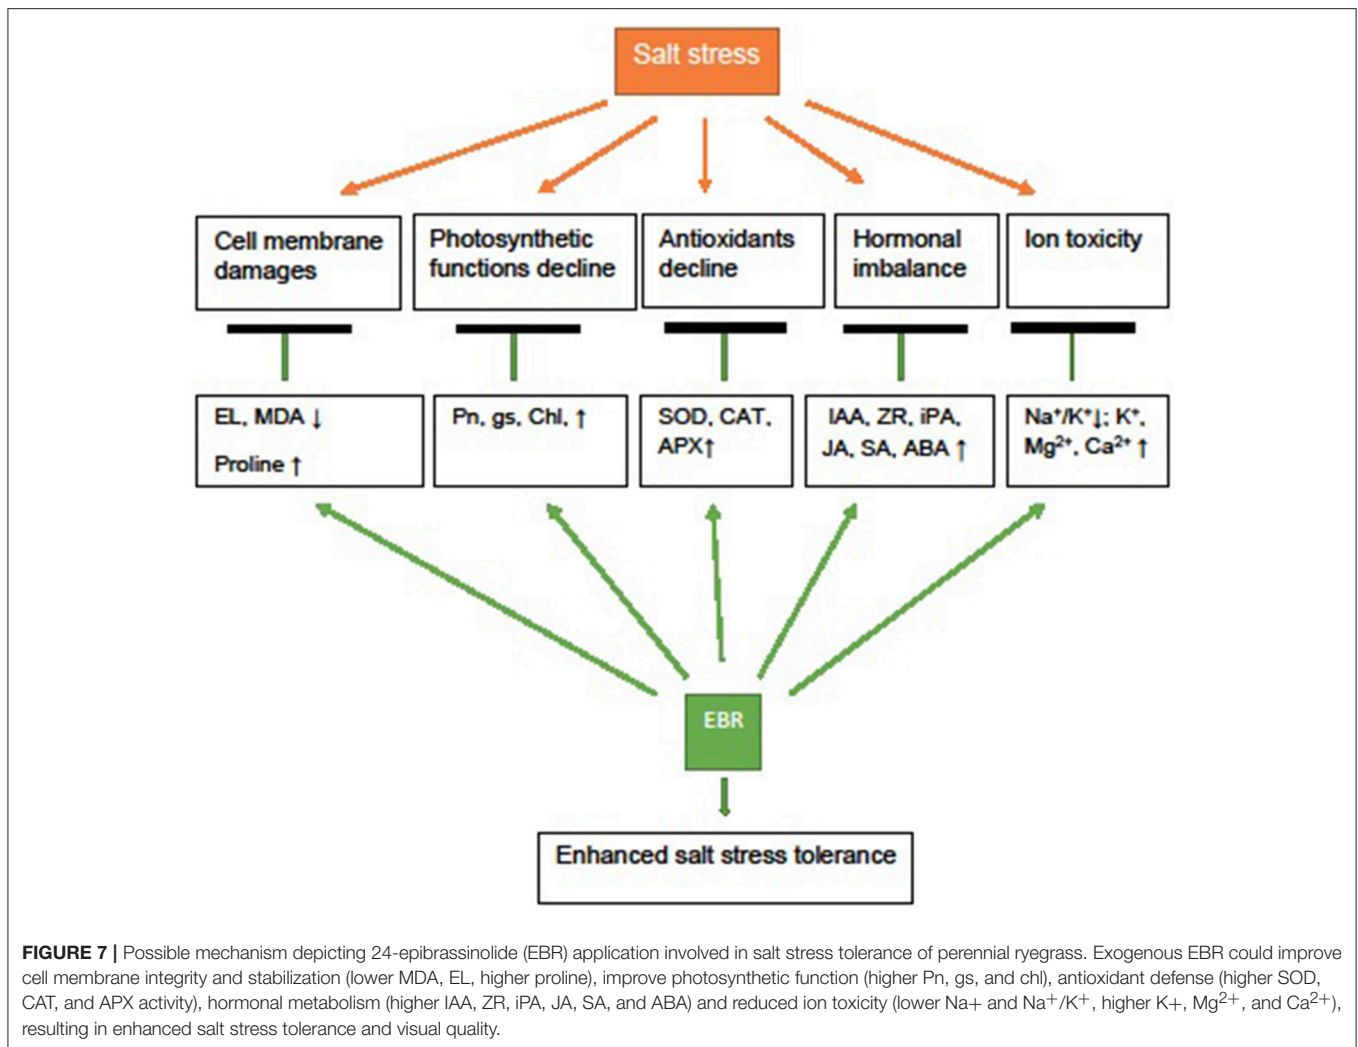 Salt stress
Cell membrane
damages
Photosynthetic
functions decline
Antioxidants
decline
Hormonal
imbalance
Ion toxicity
EL, MDA ↓
Proline ↑
Pn, gs, Chl, ↑
SOD, CAT,
APX↑
IAA, ZR, iPA,
JA, SA, ABA ↑
Na⁺/K⁺↓; K⁺,
Mg²⁺, Ca²⁺ ↑
EBR
Enhanced salt stress tolerance
FIGURE 7 | Possible mechanism depicting 24-epibrassinolide (EBR) application involved in salt stress tolerance of perennial ryegrass. Exogenous EBR could improve
cell membrane integrity and stabilization (lower MDA, EL, higher proline), improve photosynthetic function (higher Pn, gs, and chl), antioxidant defense (higher SOD,
CAT, and APX activity), hormonal metabolism (higher IAA, ZR, iPA, JA, SA, and ABA) and reduced ion toxicity (lower Na+ and Na⁺/K⁺, higher K+, Mg²⁺, and Ca²⁺),
resulting in enhanced salt stress tolerance and visual quality.